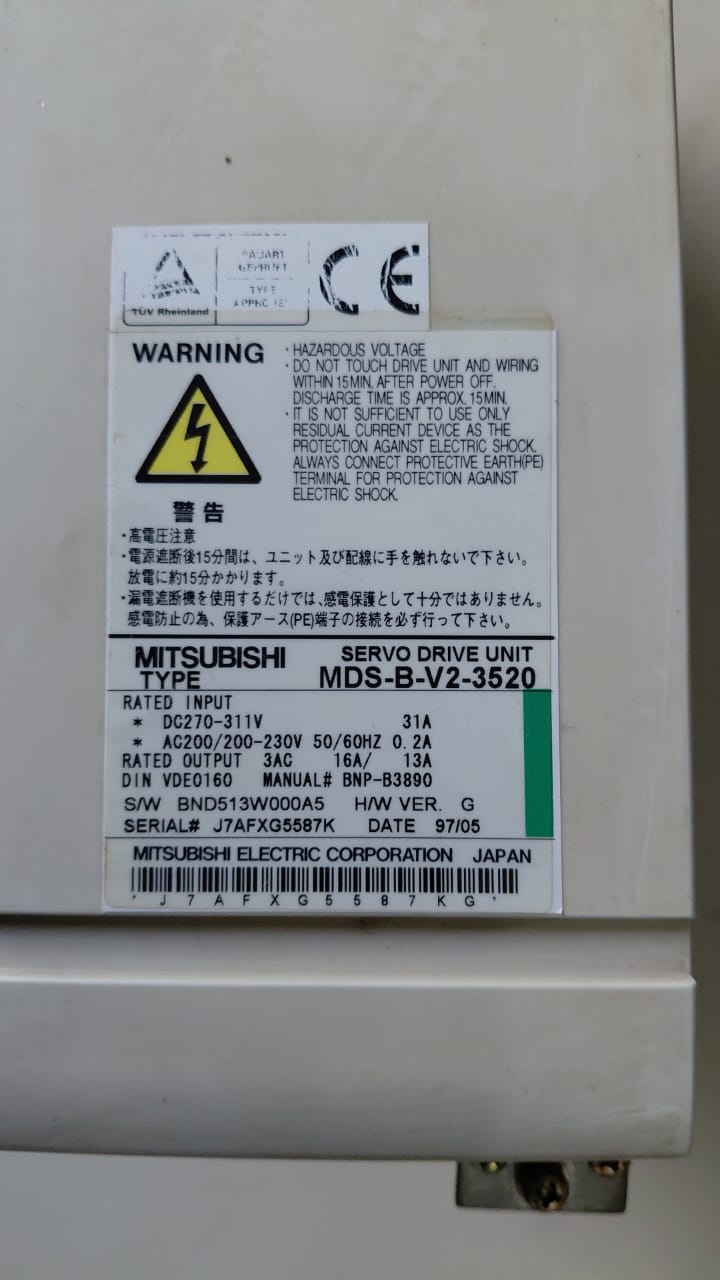 TÜV Rheinland
CE
WARNING
・HAZARDOUS VOLTAGE
・DO NOT TOUCH DRIVE UNIT AND WIRING
WITHIN 15MIN. AFTER POWER OFF.
DISCHARGE TIME IS APPROX. 15MIN.
・IT IS NOT SUFFICIENT TO USE ONLY
RESIDUAL CURRENT DEVICE AS THE
PROTECTION AGAINST ELECTRIC SHOCK.
ALWAYS CONNECT PROTECTIVE EARTH(PE)
TERMINAL FOR PROTECTION AGAINST
ELECTRIC SHOCK.
警告
・高電圧注意
・電源遮断後15分間は、ユニット及び配線に手を触れないで下さい。
放電に約15分かかります。
・漏電遮断機を使用するだけでは、感電保護として十分ではありません。
感電防止の為、保護アース(PE)端子の接続を必ず行って下さい。
MITSUBISHI SERVO DRIVE UNIT
TYPE MDS-B-V2-3520
RATED INPUT
* DC270-311V 31A
* AC200/200-230V 50/60HZ 0.2A
RATED OUTPUT 3AC 16A/ 13A
DIN VDE0160 MANUAL# BNP-B3890
S/W BND513W000A5 H/W VER. G
SERIAL# J7AFXG5587K DATE 97/05
MITSUBISHI ELECTRIC CORPORATION JAPAN
* J 7 A F X G 5 5 8 7 K G *